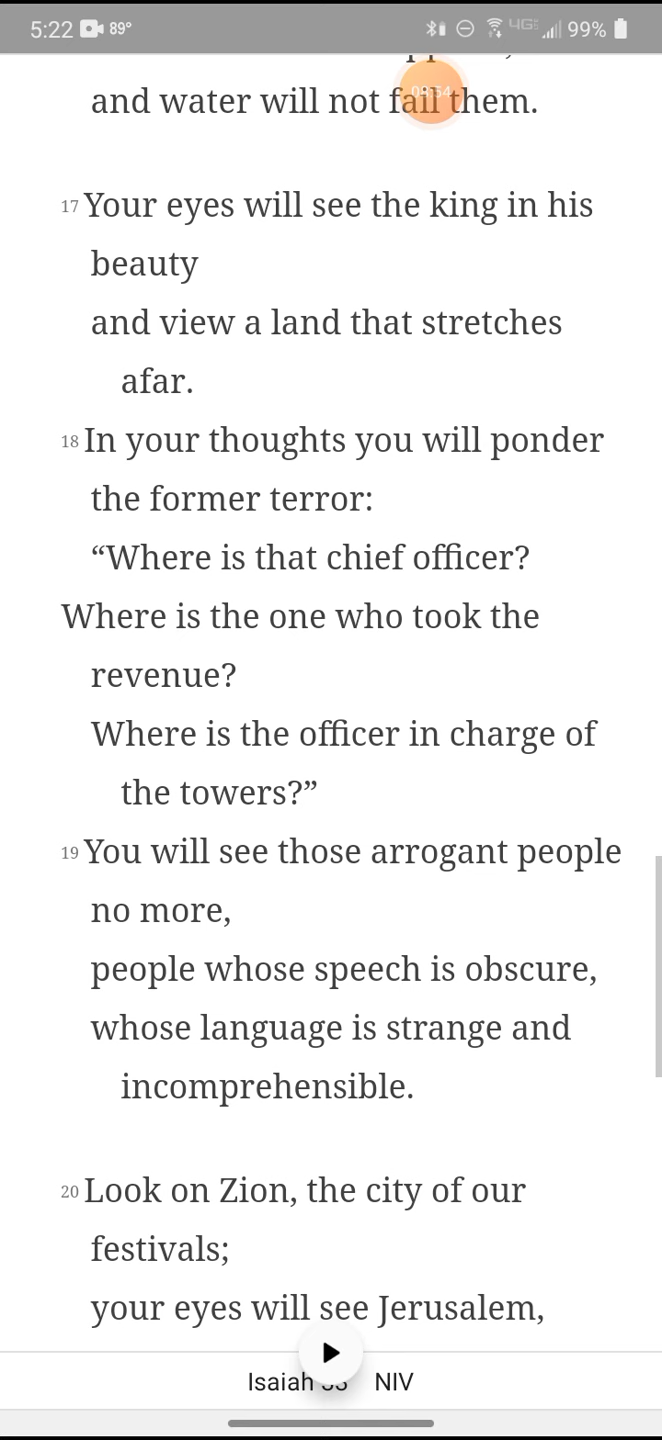 5:22 89° 4G 99%
and water will not fail them.
08:54
17 Your eyes will see the king in his
beauty
and view a land that stretches
afar.
18 In your thoughts you will ponder
the former terror:
“Where is that chief officer?
Where is the one who took the
revenue?
Where is the officer in charge of
the towers?”
19 You will see those arrogant people
no more,
people whose speech is obscure,
whose language is strange and
incomprehensible.
20 Look on Zion, the city of our
festivals;
your eyes will see Jerusalem,
Isaiah 33 NIV